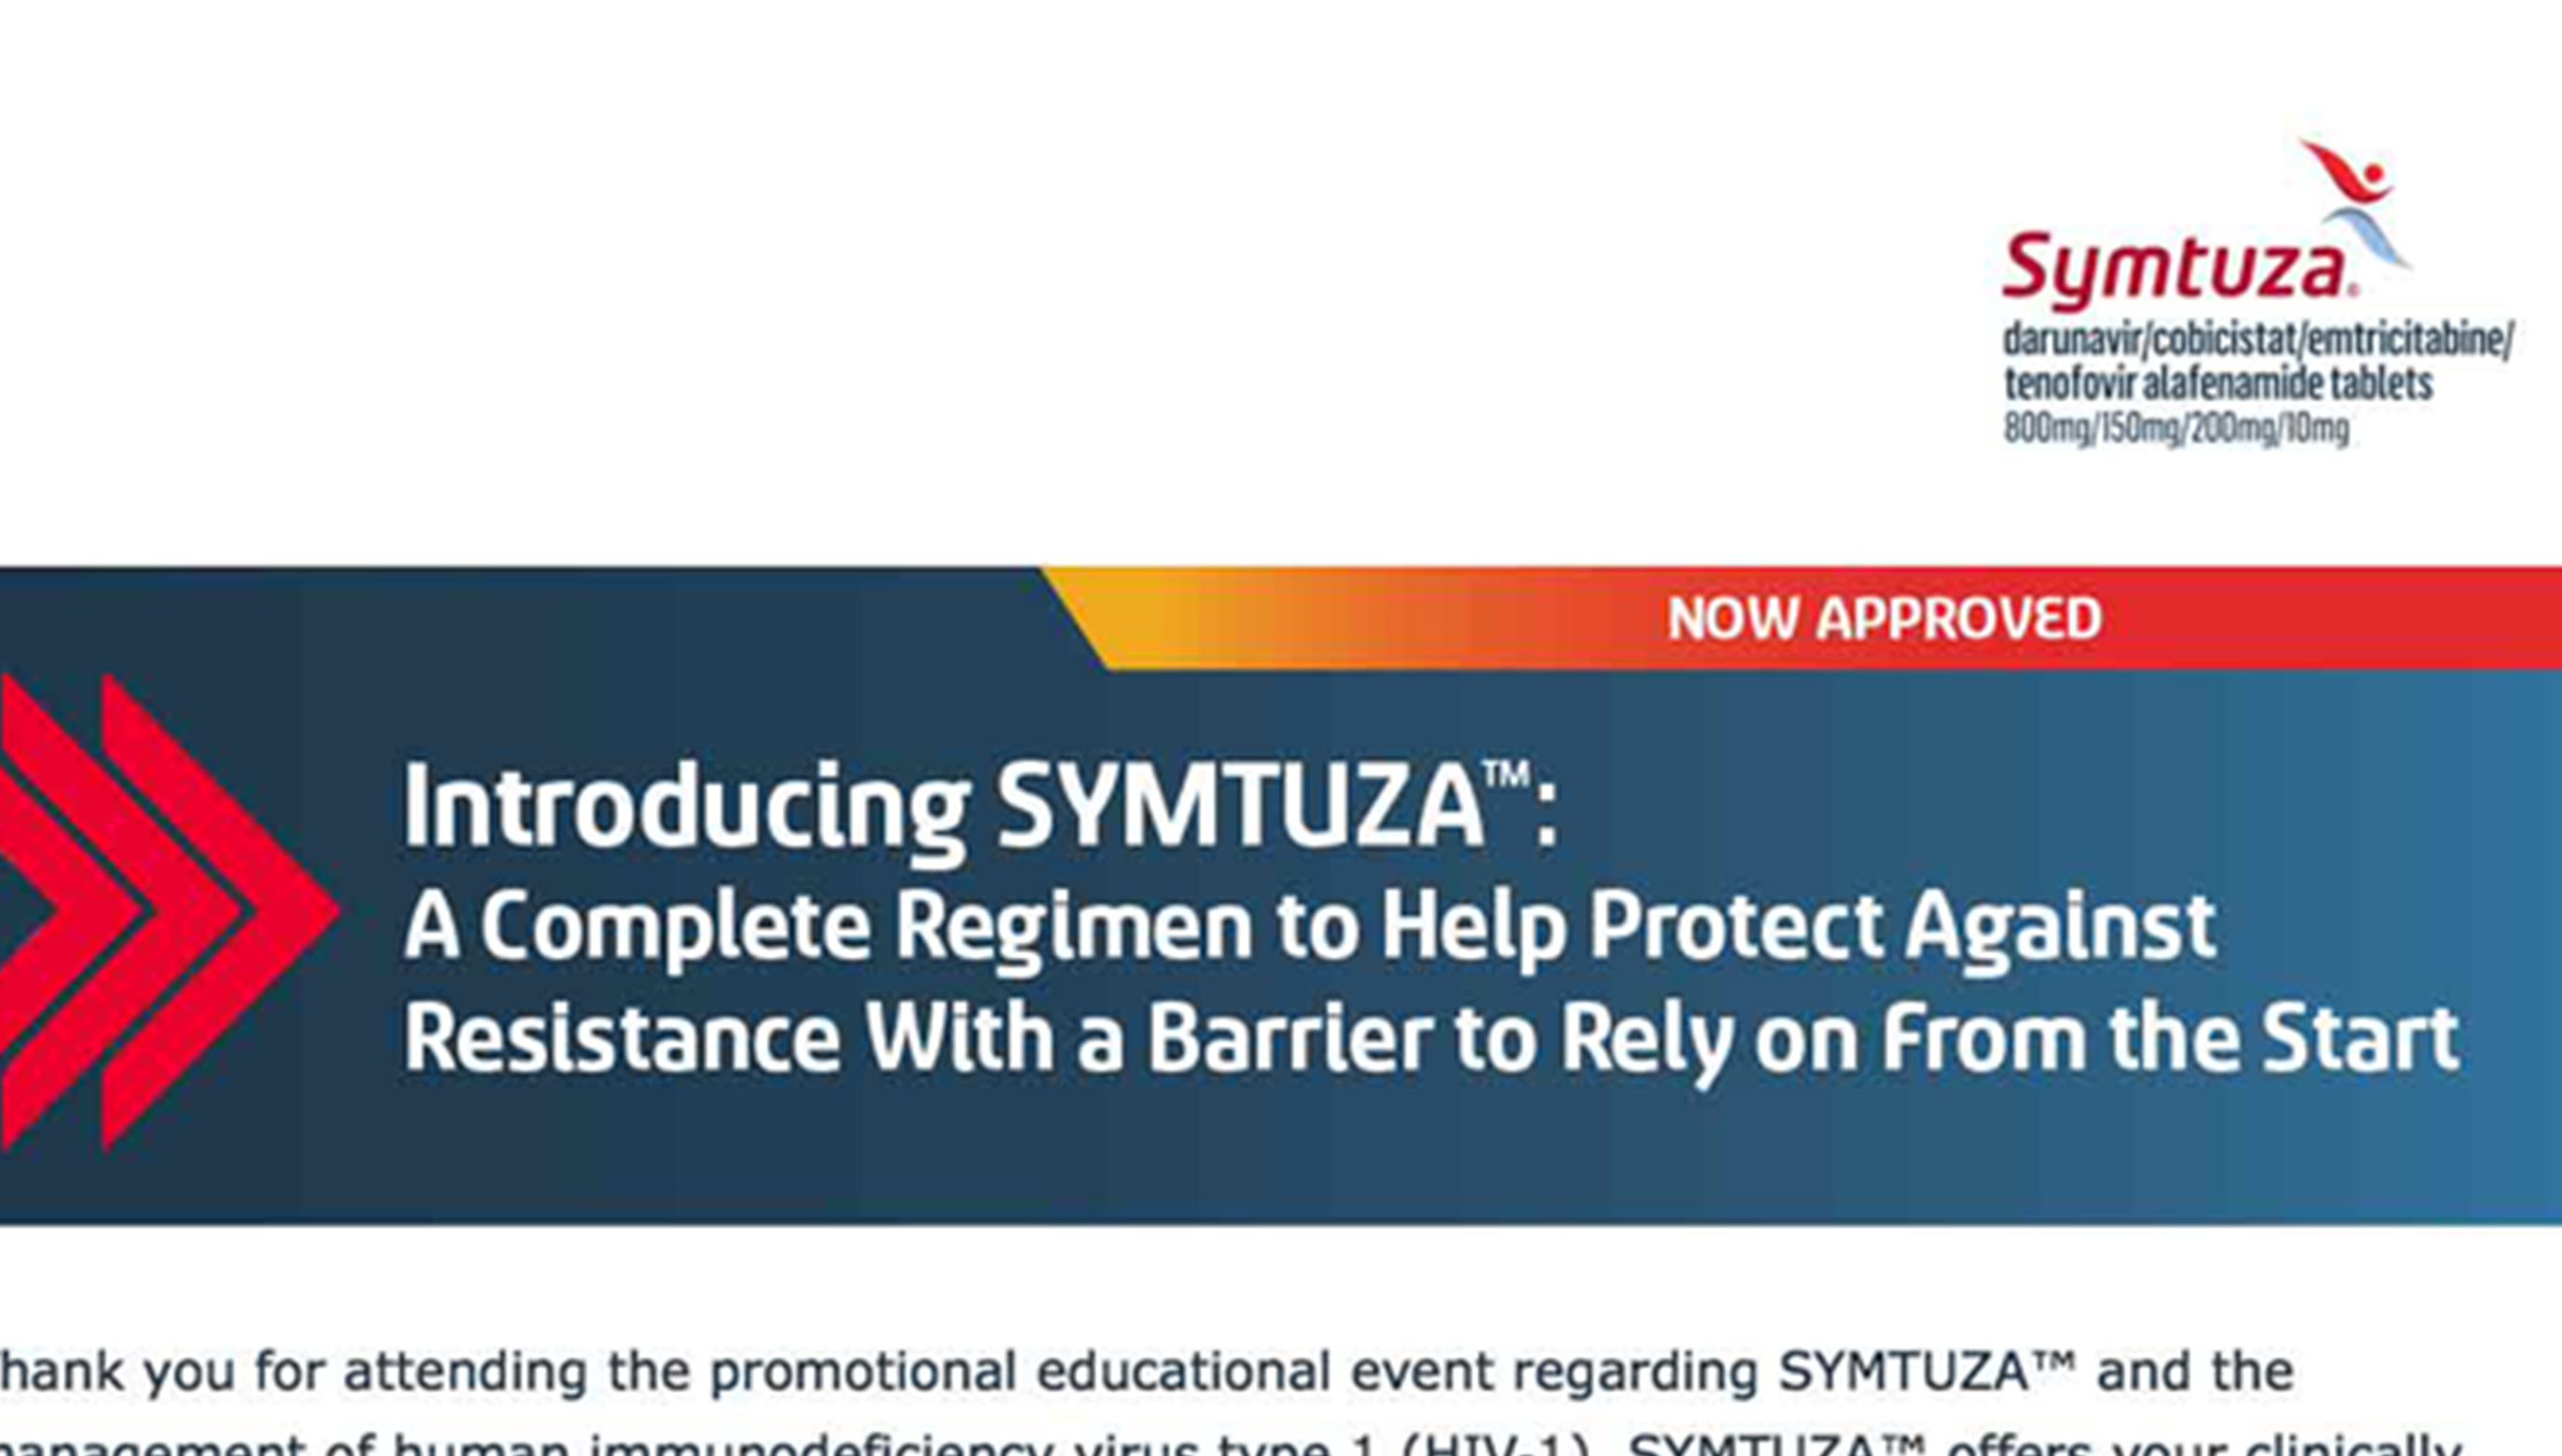 Symtuza®
darunavir/cobicistat/emtricitabine/
tenofovir alafenamide tablets
800mg/150mg/200mg/10mg
NOW APPROVED
Introducing SYMTUZA™:
A Complete Regimen to Help Protect Against
Resistance With a Barrier to Rely on From the Start
hank you for attending the promotional educational event regarding SYMTUZA™ and the
anagement of human immunodeficiency virus type 1 (HIV-1). SYMTUZA™ offers your clinically